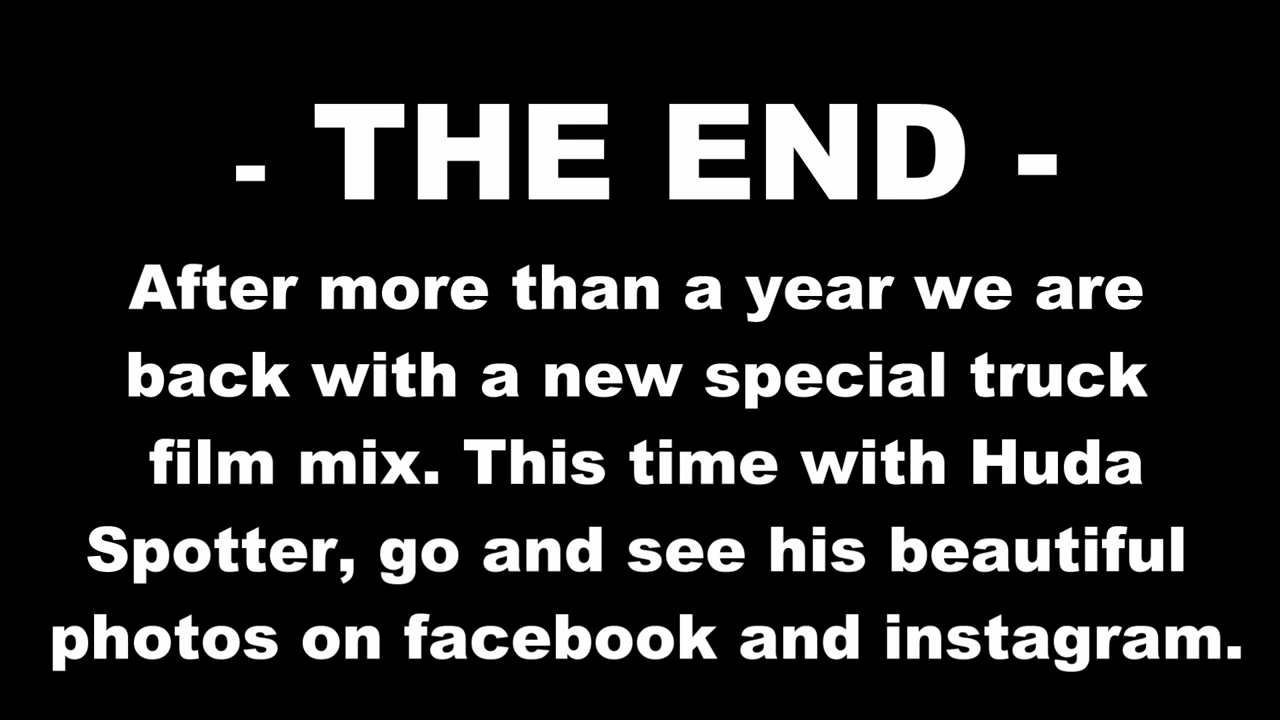 - THE END -
After more than a year we are
back with a new special truck
film mix. This time with Huda
Spotter, go and see his beautiful
photos on facebook and instagram.